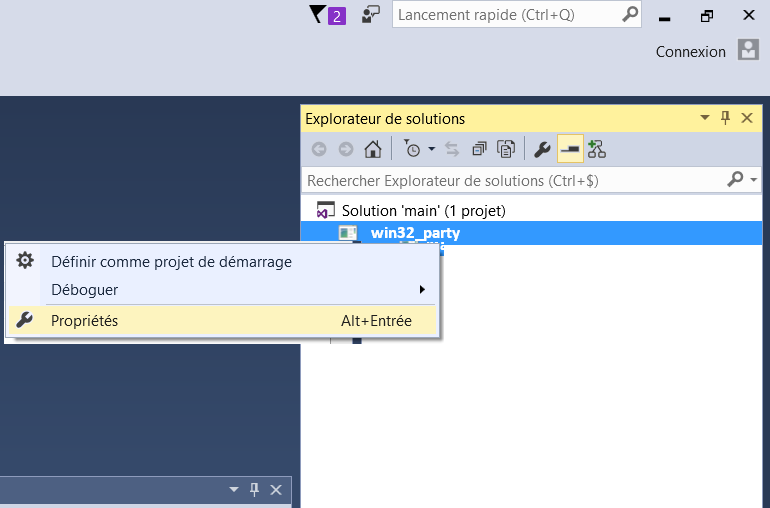 2
Lancement rapide (Ctrl+Q)
Connexion
Explorateur de solutions
Rechercher Explorateur de solutions (Ctrl+$)
Solution 'main' (1 projet)
win32_party
Définir comme projet de démarrage
Déboguer
Propriétés Alt+Entrée